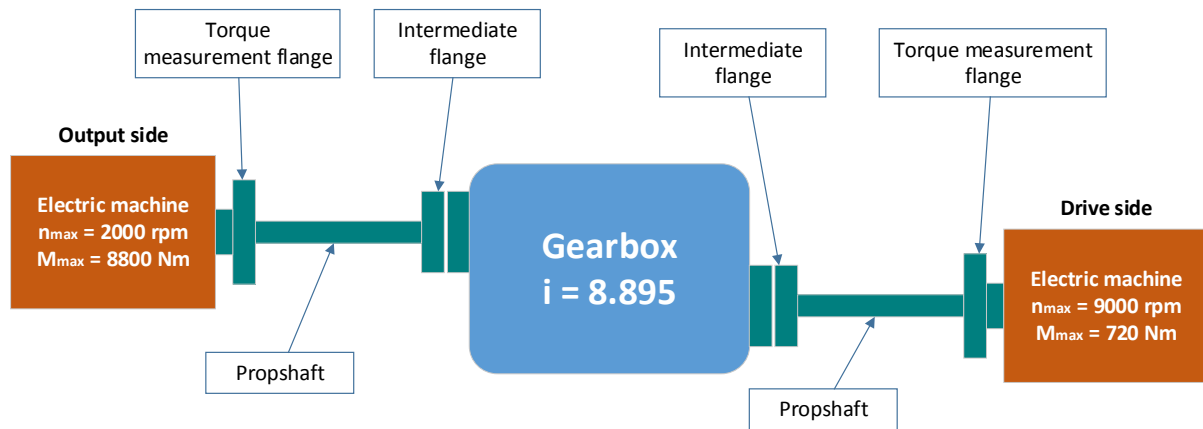 Torque
measurement flange
Intermediate
flange
Intermediate
flange
Torque measurement
flange
Output side
Electric machine
nmax = 2000 rpm
Mmax = 8800 Nm
Gearbox
i = 8.895
Drive side
Electric machine
nmax = 9000 rpm
Mmax = 720 Nm
Propshaft
Propshaft